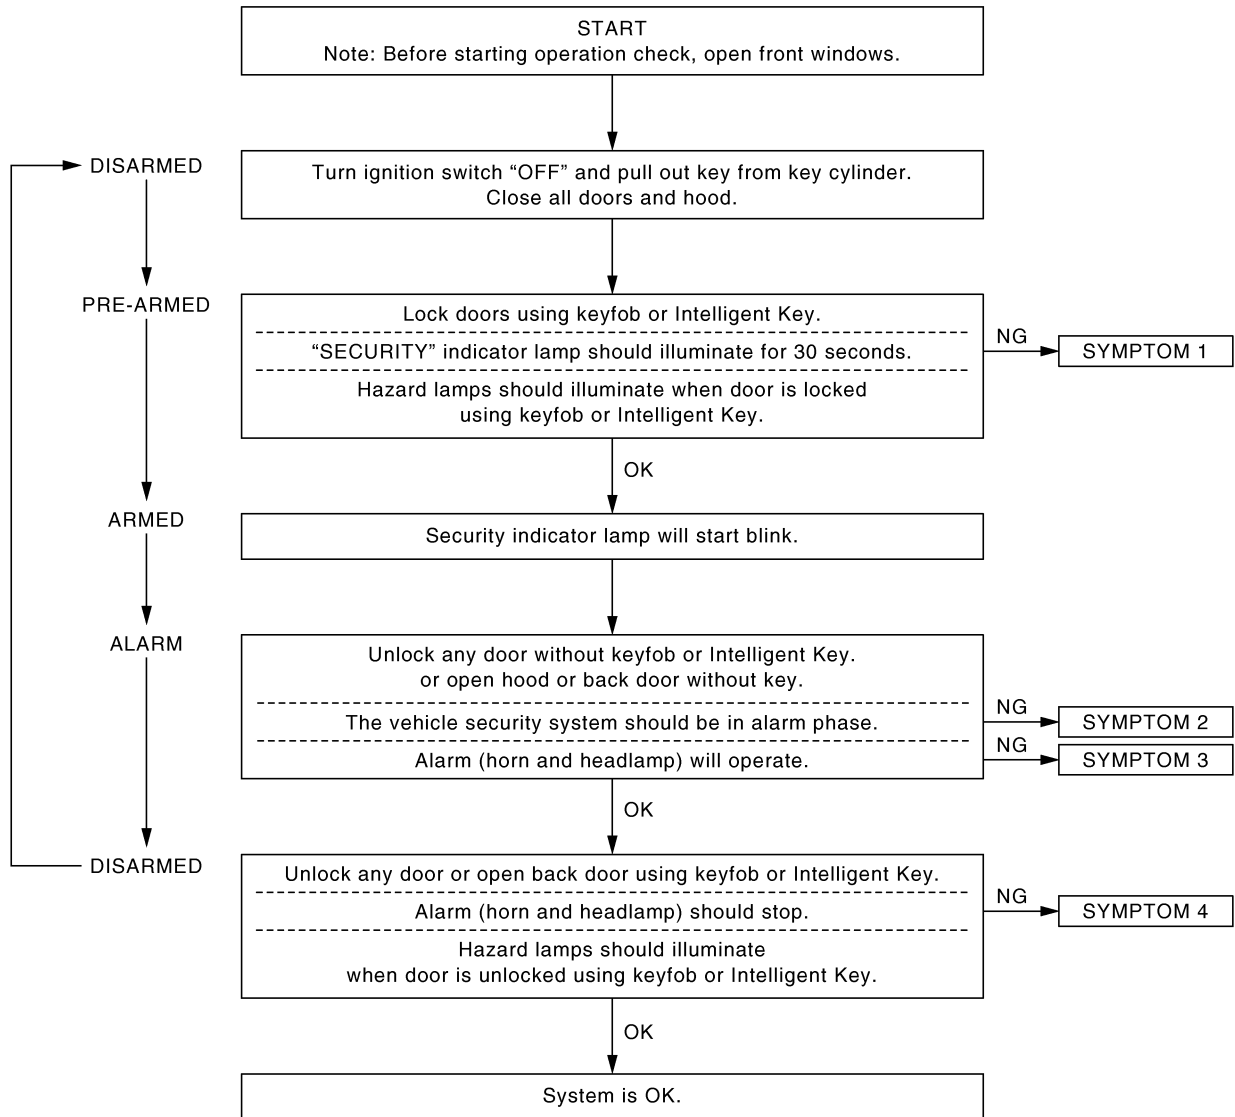 START
Note: Before starting operation check, open front windows.
DISARMED
Turn ignition switch “OFF” and pull out key from key cylinder.
Close all doors and hood.
PRE-ARMED
Lock doors using keyfob or Intelligent Key.
“SECURITY” indicator lamp should illuminate for 30 seconds.
NG
SYMPTOM 1
Hazard lamps should illuminate when door is locked
using keyfob or Intelligent Key.
OK
ARMED
Security indicator lamp will start blink.
ALARM
Unlock any door without keyfob or Intelligent Key.
or open hood or back door without key.
The vehicle security system should be in alarm phase.
NG
SYMPTOM 2
Alarm (horn and headlamp) will operate.
NG
SYMPTOM 3
OK
DISARMED
Unlock any door or open back door using keyfob or Intelligent Key.
Alarm (horn and headlamp) should stop.
NG
SYMPTOM 4
Hazard lamps should illuminate
when door is unlocked using keyfob or Intelligent Key.
OK
System is OK.